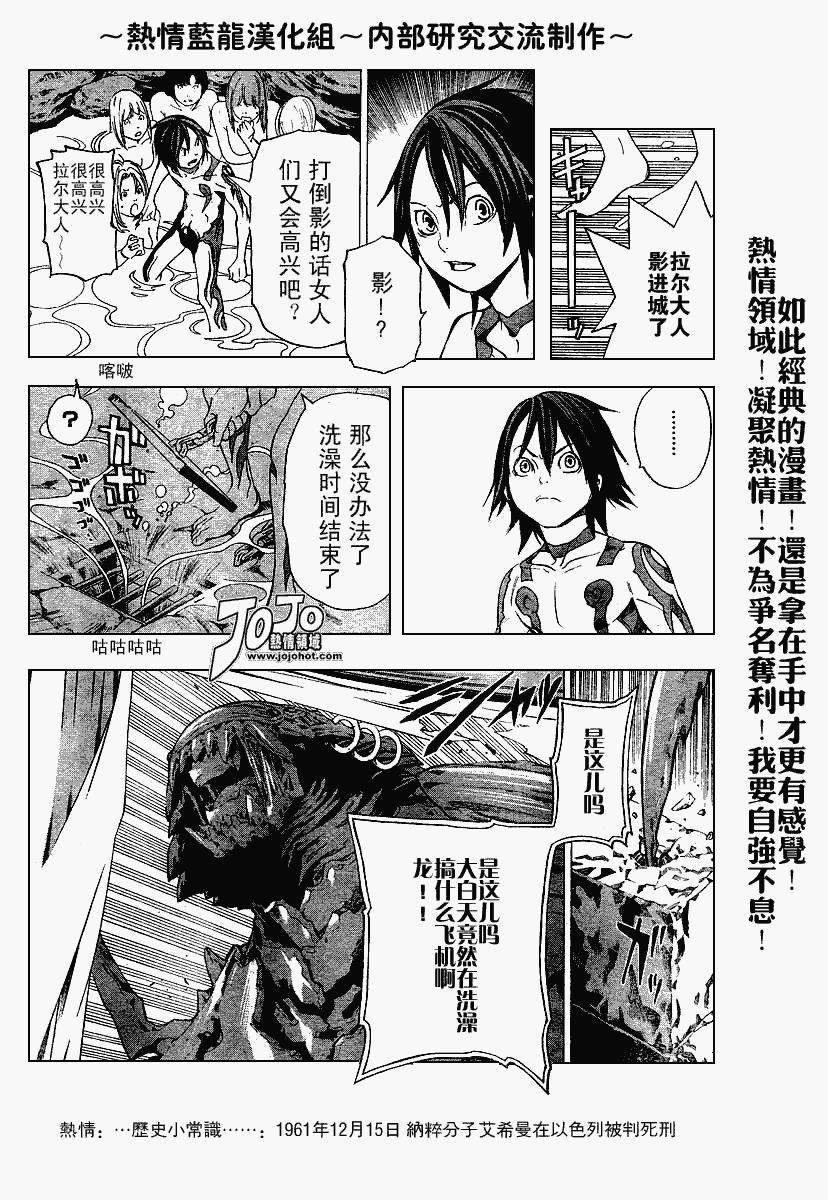 ～熱情藍龍漢化組～内部研究交流制作～
拉尔大人
影进城了
影!?
打倒影的话女人
们又会高兴吧？
很高兴
很高兴
拉尔大人～
喀啵
…………
那么没办法了
洗澡时间结束了
？
咕咕咕咕
JOJO
熱情領域
www.jojohot.com
是这儿吗
是这儿吗
大白天竟然在洗澡
搞什么飞机啊
龙！！
如此經典的漫畫！還是拿在手中才更有感覺！
熱情領域！凝聚熱情！不為爭名奪利！我要自強不息！
熱情：…歷史小常識……：1961年12月15日 納粹分子艾希曼在以色列被判死刑